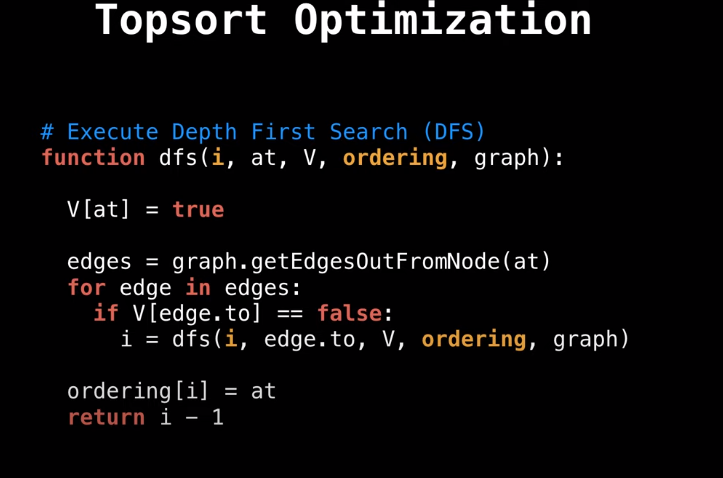 Topsort Optimization
# Execute Depth First Search (DFS)
function dfs(i, at, V, ordering, graph):
V[at] = true
edges = graph.getEdgesOutFromNode(at)
for edge in edges:
if V[edge.to] == false:
i = dfs(i, edge.to, V, ordering, graph)
ordering[i] = at
return i - 1